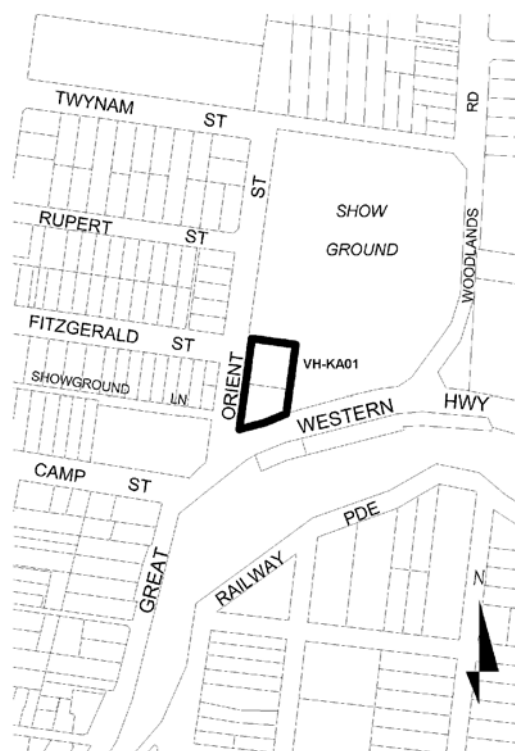 TWYNAM ST
RD
ST
SHOW
GROUND
WOODLANDS
RUPERT ST
FITZGERALD ST
VH-KA01
SHOWGROUND LN
ORIENT
WESTERN HWY
CAMP ST
GREAT
RAILWAY PDE
N